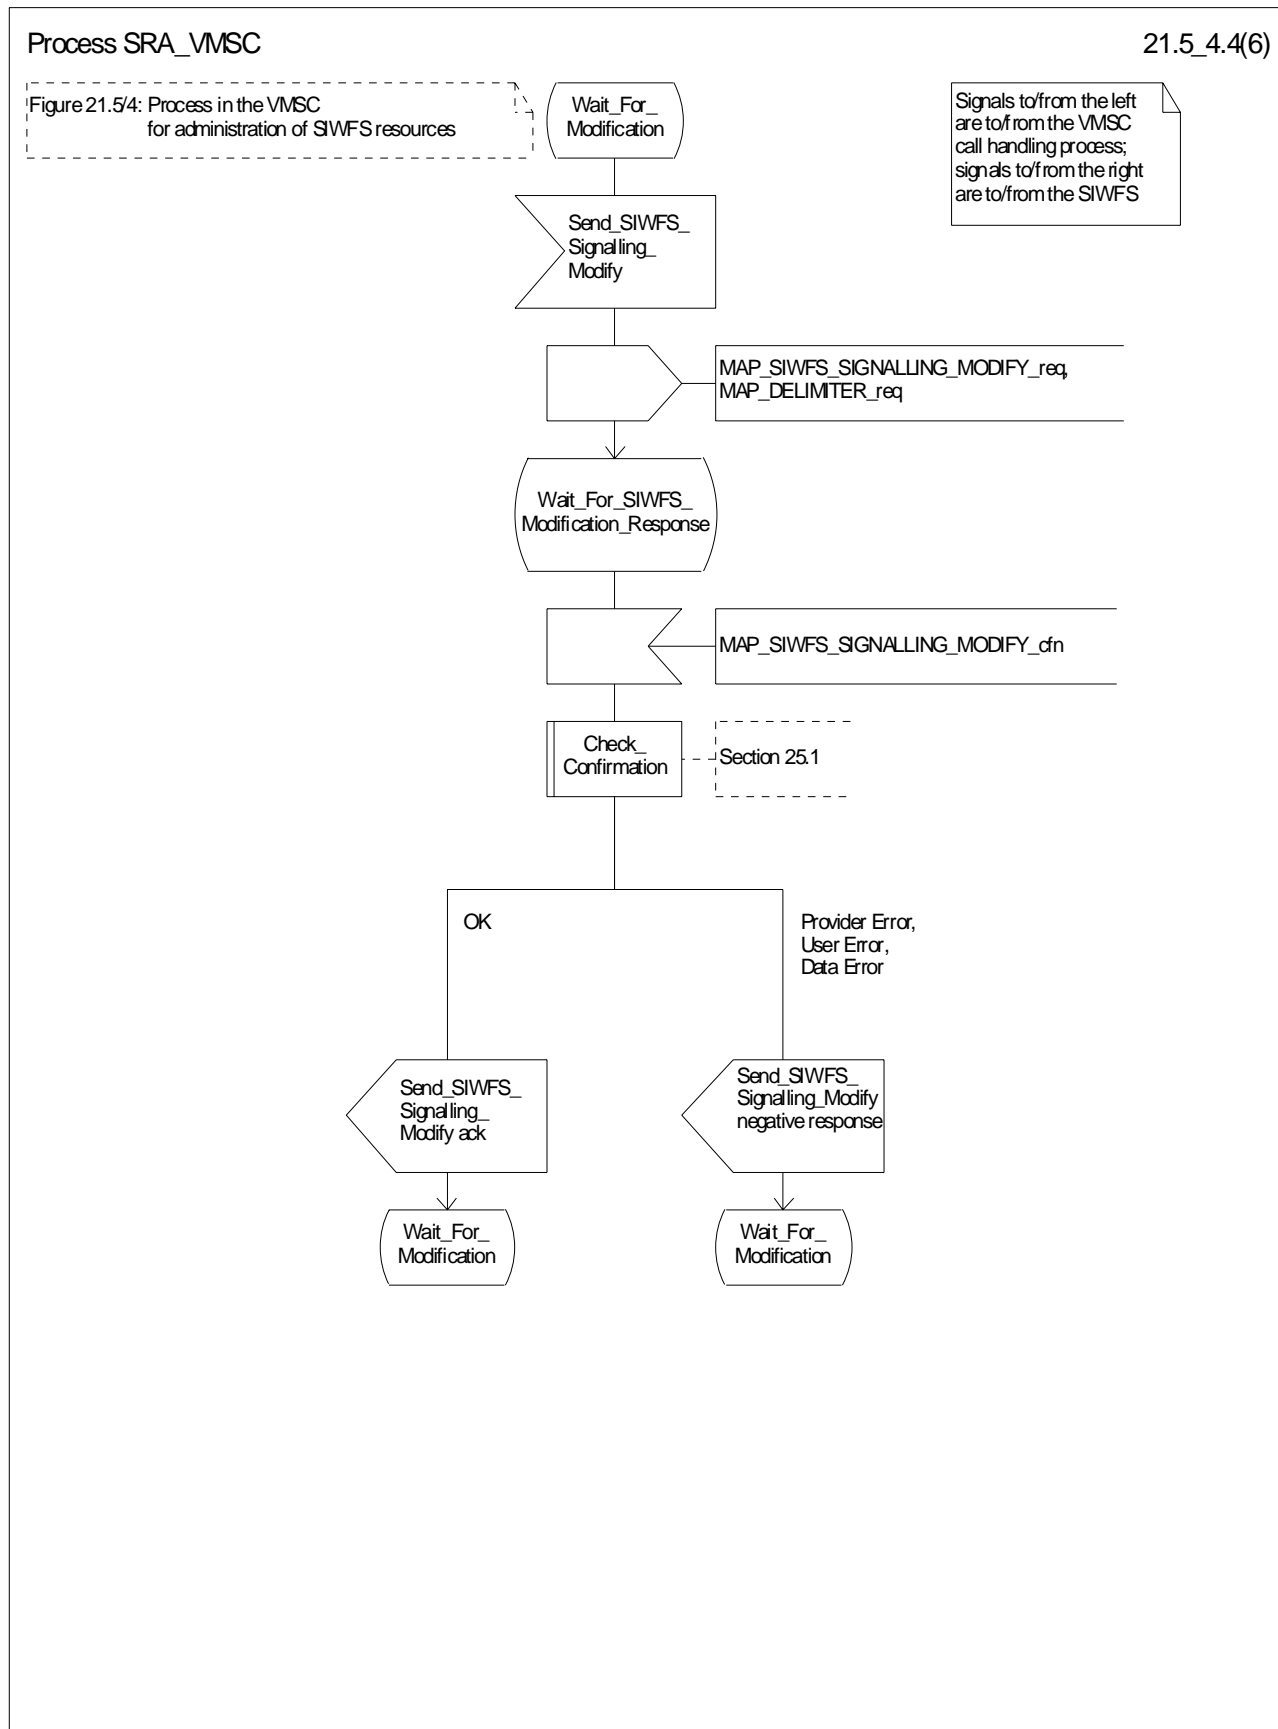 Process SRA_VMSC
21.5_4.4(6)
Figure 21.5/4: Process in the VMSC
for administration of SIWFS resources
Wait_For_
Modification
Signals to/from the left
are to/from the VMSC
call handling process;
signals to/from the right
are to/from the SIWFS
Send_SIWFS_
Signalling_
Modify
MAP_SIWFS_SIGNALLING_MODIFY_req,
MAP_DELIMITER_req
Wait_For_SIWFS_
Modification_Response
MAP_SIWFS_SIGNALLING_MODIFY_cfn
Check_
Confirmation
Section 25.1
OK
Provider Error,
User Error,
Data Error
Send_SIWFS_
Signalling_
Modify ack
Send_SIWFS_
Signalling_Modify
negative response
Wait_For_
Modification
Wait_For_
Modification